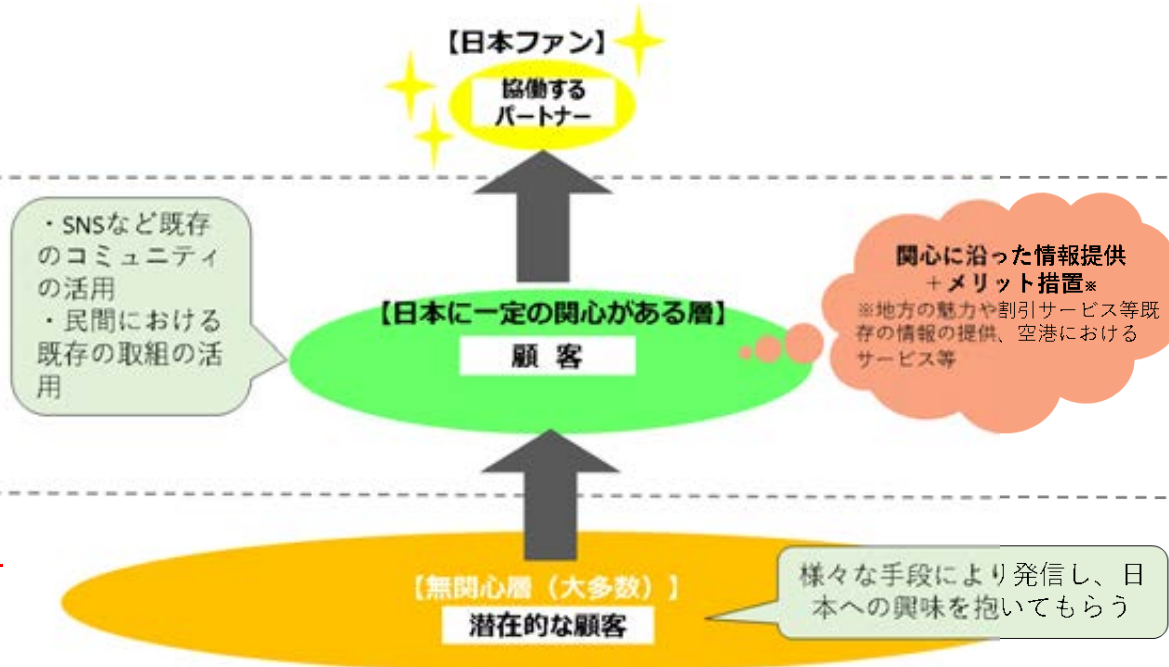 【日本ファン】
協働する
パートナー
・SNSなど既存
のコミュニティ
の活用
・民間における
既存の取組の活
用
【日本に一定の関心がある層】
顧 客
関心に沿った情報提供
＋メリット措置※
※地方の魅力や割引サービス等既
存の情報の提供、空港における
サービス等
【無関心層（大多数）】
潜在的な顧客
様々な手段により発信し、日
本への興味を抱いてもらう